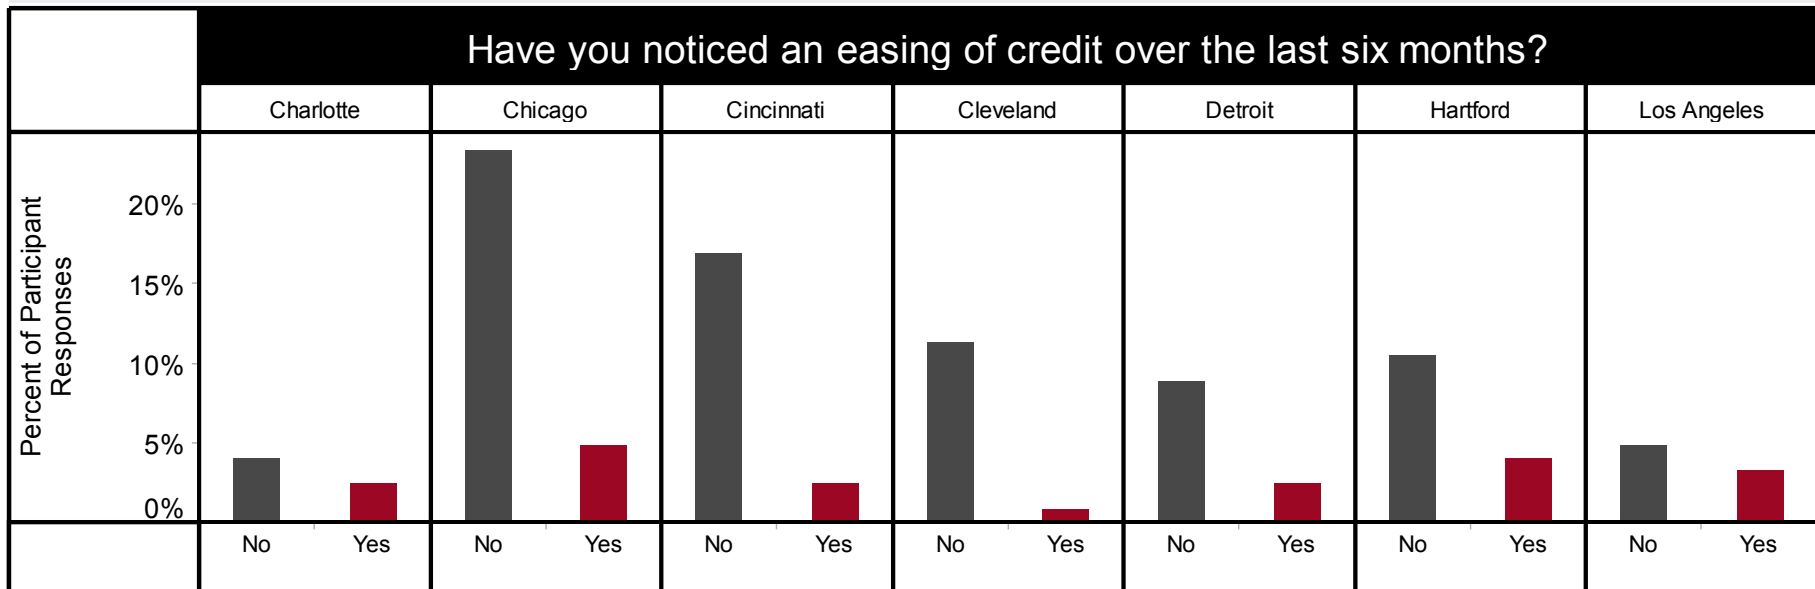 Have you noticed an easing of credit over the last six months?
Charlotte Chicago Cincinnati Cleveland Detroit Hartford Los Angeles
Percent of Participant
Responses
20%
15%
10%
5%
0%
No Yes No Yes No Yes No Yes No Yes No Yes No Yes